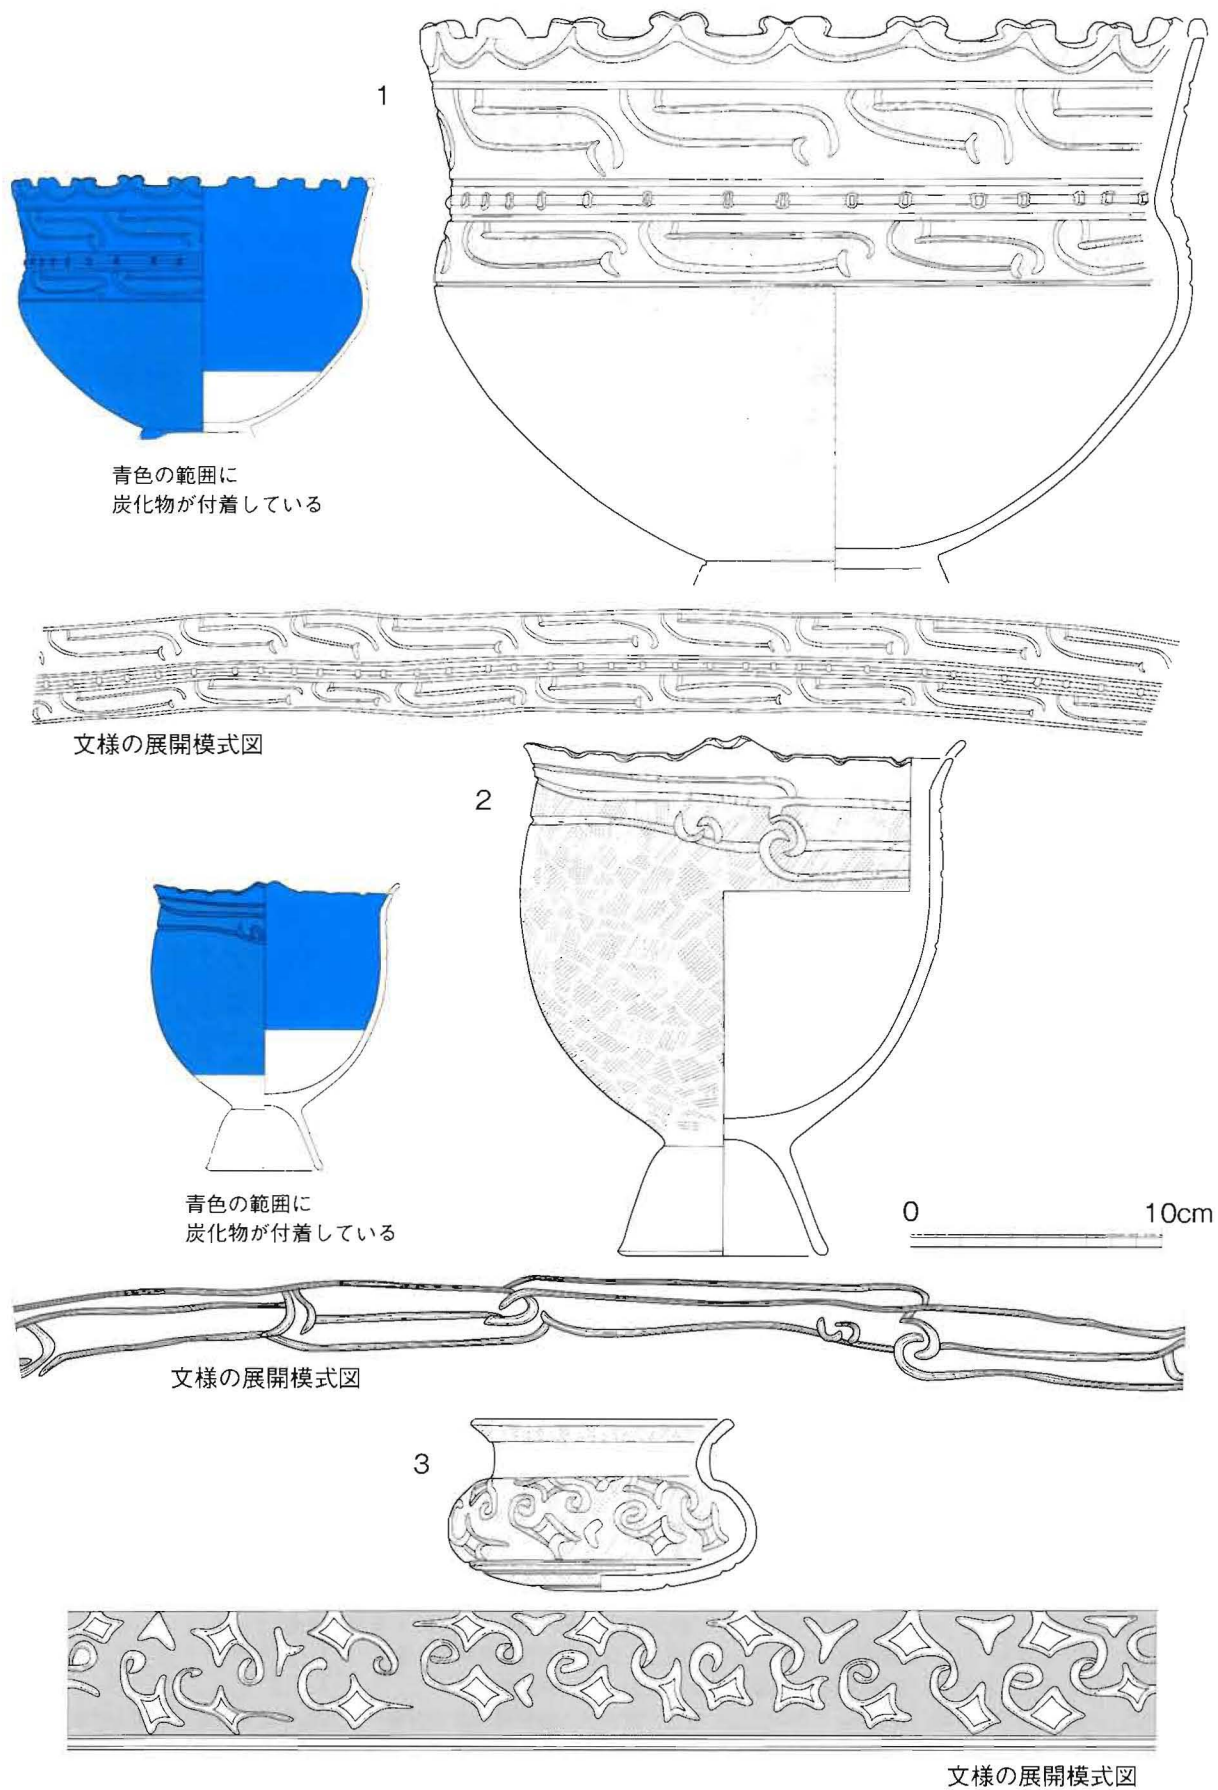 1
青色の範囲に
炭化物が付着している
文様の展開模式図
2
青色の範囲に
炭化物が付着している
0 10cm
文様の展開模式図
3
文様の展開模式図